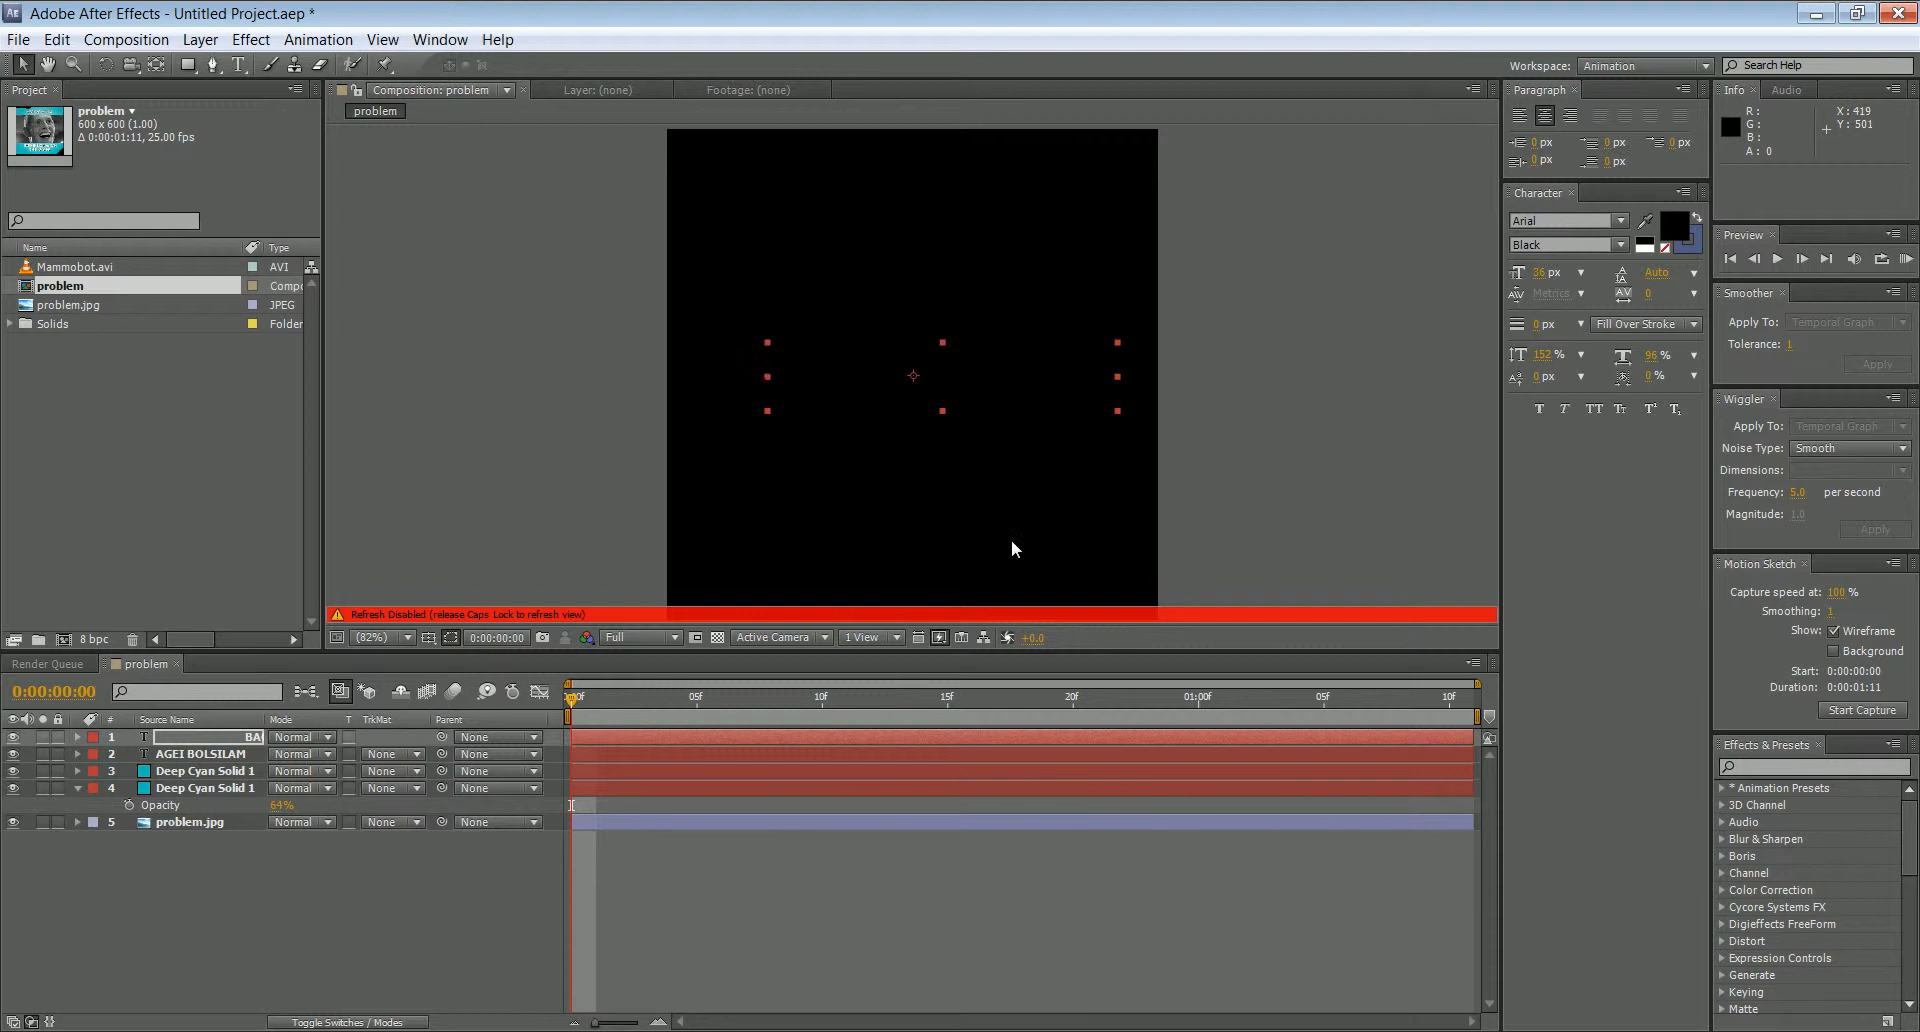 Adobe After Effects - Untitled Project.aep *
File Edit Composition Layer Effect Animation View Window Help
Workspace: Animation Search Help
Project
problem
600 x 600 (1.00)
Δ 0:00:01:11, 25.00 fps
Name Type
Mammobot.avi AVI
problem Compo
problem.jpg JPEG
Solids Folder
8 bpc
Composition: problem Layer: (none) Footage: (none)
problem
Refresh Disabled (release Caps Lock to refresh view)
(82%) 0:00:00:00 Full Active Camera 1 View +0.0
Paragraph
0 px 0 px 0 px
0 px 0 px
Character
Arial
Black
36 px Auto
Metrics 0
0 px Fill Over Stroke
152 % 96 %
0 px 0 %
T T TT Tt T¹ T₁
Info Audio
R: X: 419
G: Y: 501
B:
A: 0
Preview
Smoother
Apply To: Temporal Graph
Tolerance: 1
Apply
Wiggler
Apply To: Temporal Graph
Noise Type: Smooth
Dimensions:
Frequency: 5.0 per second
Magnitude: 1.0
Apply
Motion Sketch
Capture speed at: 100 %
Smoothing: 1
Show: Wireframe
Background
Start: 0:00:00:00
Duration: 0:00:01:11
Start Capture
Effects & Presets
* Animation Presets
3D Channel
Audio
Blur & Sharpen
Boris
Channel
Color Correction
Cycore Systems FX
Digieffects FreeForm
Distort
Expression Controls
Generate
Keying
Matte
Render Queue problem
0:00:00:00
05f 10f 15f 20f 01:00f 05f 10f
# Source Name Mode T TrkMat Parent
1 T Normal None
2 T AGEI BOLSILAM Normal None None
3 Deep Cyan Solid 1 Normal None None
4 Deep Cyan Solid 1 Normal None None
Opacity 64%
5 problem.jpg Normal None None
Toggle Switches / Modes